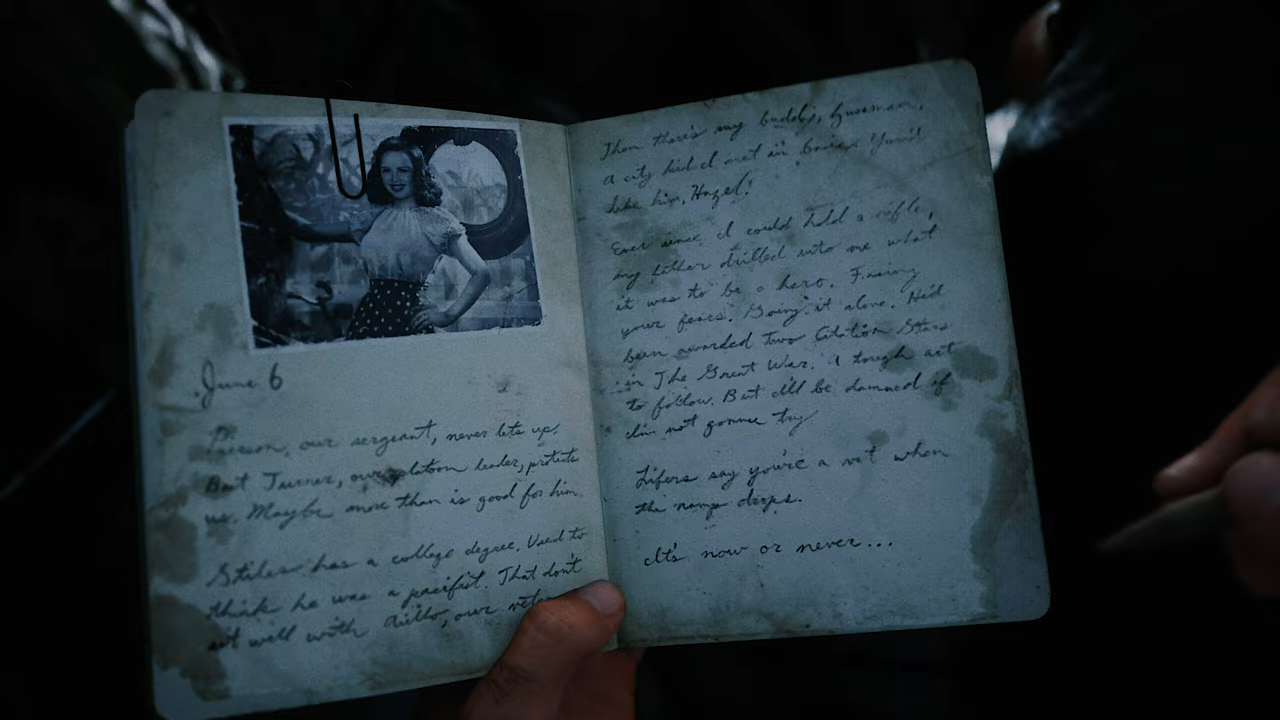 June 6
Pierson, our sergeant, never lets up.
But Turner, our platoon leader, protects
us. Maybe more than is good for him.
Stiles has a college degree. Used to
think he was a pacifist. That don't
sit well with Aiello, our
Then there's my buddy, Zussman,
a city kid I met in basic. You'd
like him, Hazel!
Ever since I could hold a rifle,
my father drilled into me what
it was to be a hero. Facing
your fears. Going it alone. He'd
been awarded two Citation Stars
in The Great War. A tough act
to follow. But I'll be damned if
I'm not gonna try
Lifers say you're a vet when
the ramp drops.
It's now or never...